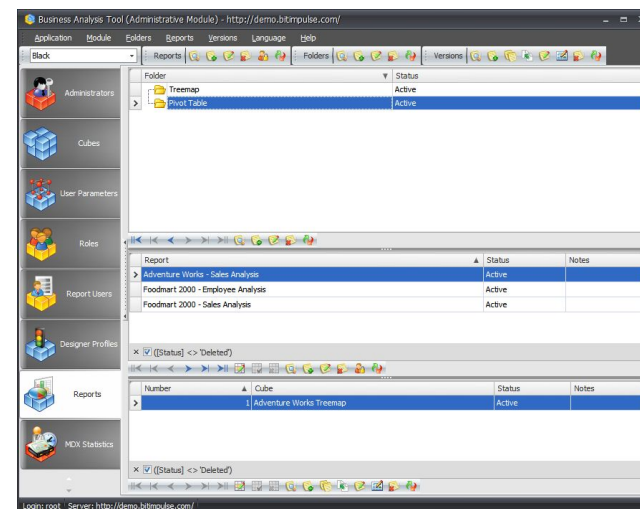 Business Analysis Tool (Administrative Module) - http://demo.bitimpulse.com/
Application Module Folders Reports Versions Language Help
Black Reports Folders Versions
Administrators
Cubes
User Parameters
Roles
Report Users
Designer Profiles
Reports
MDX Statistics
Folder Status
Treemap Active
Pivot Table Active
Report Status Notes
Adventure Works - Sales Analysis Active
Foodmart 2000 - Employee Analysis Active
Foodmart 2000 - Sales Analysis Active
([Status] <> 'Deleted')
Number Cube Status Notes
1 Adventure Works Treemap Active
([Status] <> 'Deleted')
Login: root Server: http://demo.bitimpulse.com/